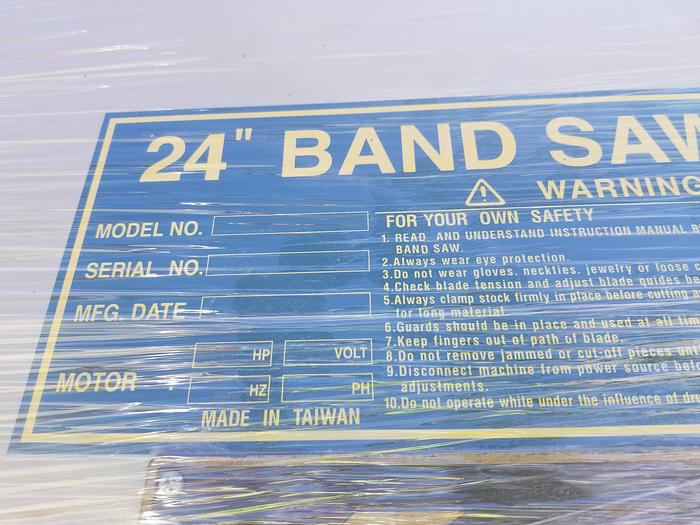 24" BAND SAW
WARNING
MODEL NO.
SERIAL NO.
MFG. DATE
HP
VOLT
MOTOR
HZ
PH
MADE IN TAIWAN
FOR YOUR OWN SAFETY
1. READ AND UNDERSTAND INSTRUCTION MANUAL
BAND SAW.
2.Always wear eye protection.
3.Do not wear gloves. neckties. jewelry or loose
4.Check blade tension and adjust blade guides
5.Always clamp stock firmly in place before cutting
for long material.
6.Guards should be in place and used at all
7.Keep fingers out of path of blade.
8.Do not remove jammed or cut-off pieces
9.Disconnect machine from power source
adjustments.
10.Do not operate while under the influence of